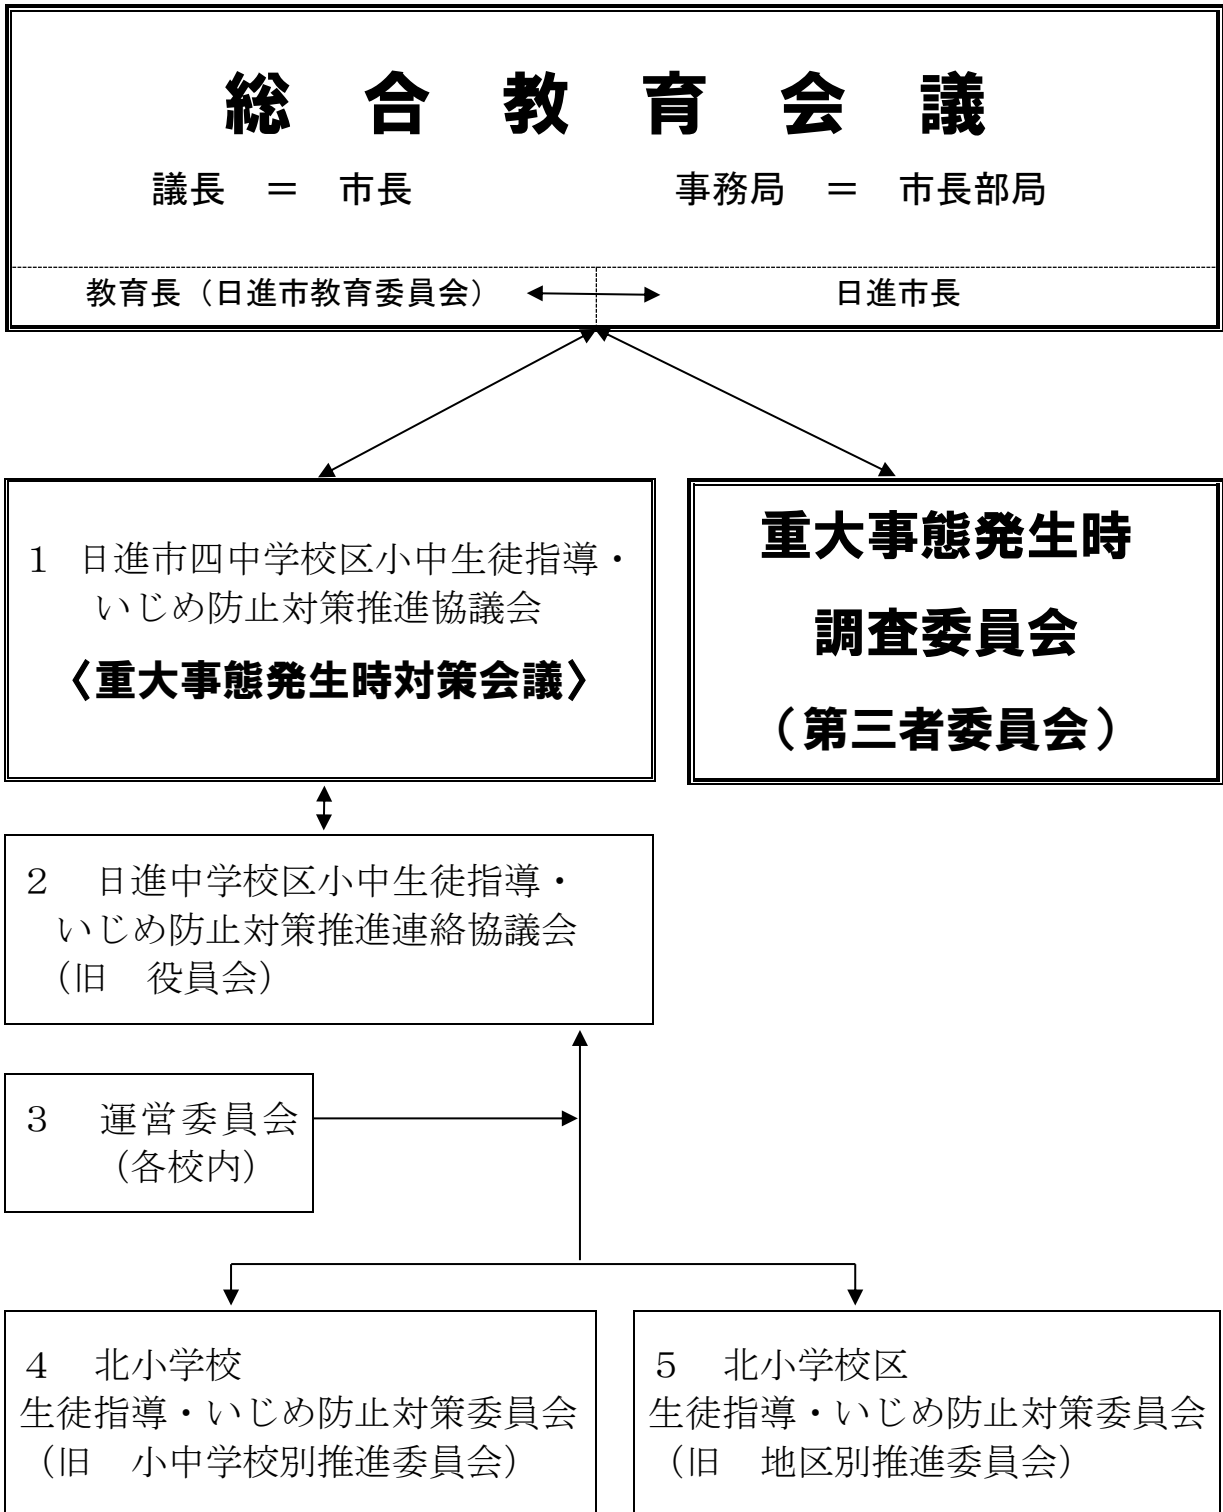 総　合　教　育　会　議
議長　＝　市長　　　　　　　事務局　＝　市長部局
教育長（日進市教育委員会）　　　　　　　日進市長
１　日進市四中学校区小中生徒指導・
いじめ防止対策推進協議会
〈重大事態発生時対策会議〉
重大事態発生時
調査委員会
（第三者委員会）
２　日進中学校区小中生徒指導・
いじめ防止対策推進連絡協議会
（旧　役員会）
３　運営委員会
（各校内）
４　北小学校
生徒指導・いじめ防止対策委員会
（旧　小中学校別推進委員会）
５　北小学校区
生徒指導・いじめ防止対策委員会
（旧　地区別推進委員会）